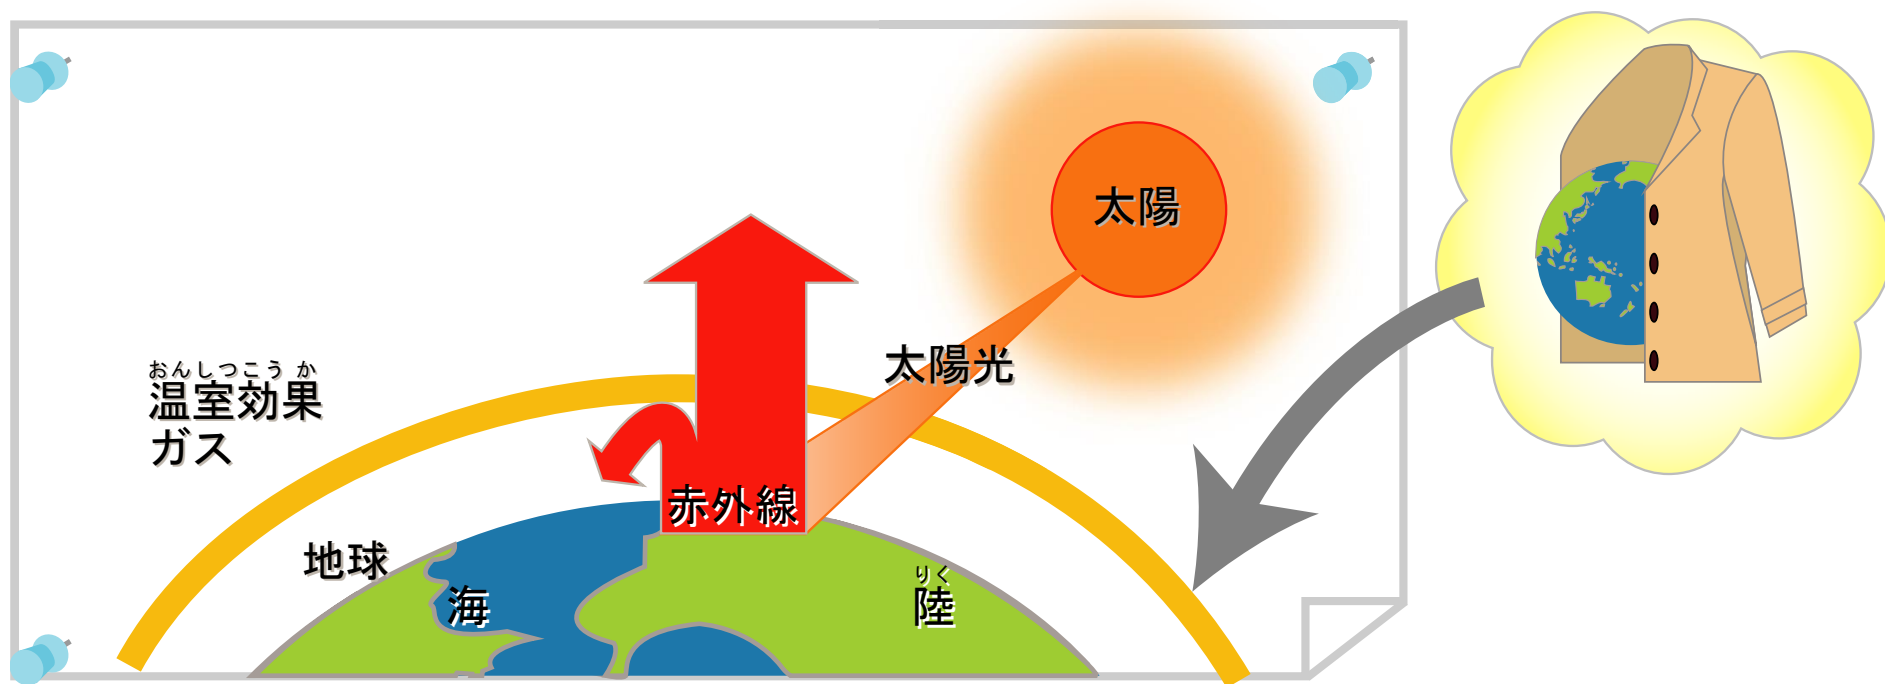 太陽
太陽光
おんしつこう か
温室効果
ガス
赤外線
地球
海
りく
陸